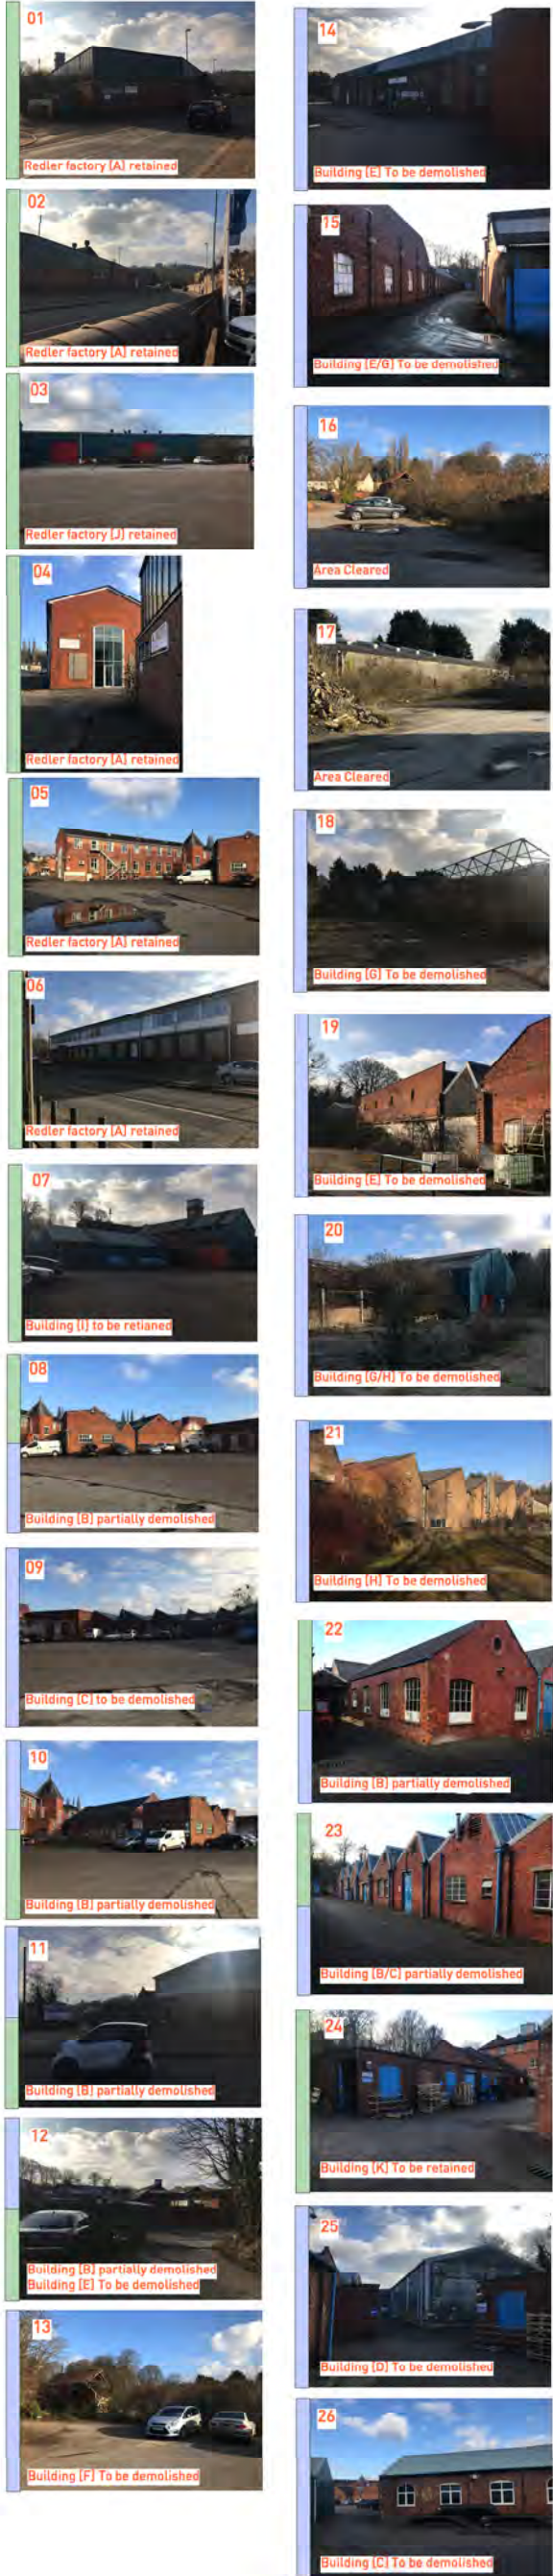 01
Redler factory [A] retained
02
Redler factory [A] retained
03
Redler factory [J] retained
04
Redler factory [A] retained
05
Redler factory [A] retained
06
Redler factory [A] retained
07
Building [I] to be retianed
08
Building [B] partially demolished
09
Building [C] to be demolished
10
Building [B] partially demolished
11
Building [B] partially demolished
12
Building [B] partially demolished
Building [E] To be demolished
13
Building [F] To be demolished
14
Building [E] To be demolished
15
Building [E/G] To be demolished
16
Area Cleared
17
Area Cleared
18
Building [G] To be demolished
19
Building [E] To be demolished
20
Building [G/H] To be demolished
21
Building [H] To be demolished
22
Building [B] partially demolished
23
Building [B/C] partially demolished
24
Building [K] To be retained
25
Building [D] To be demolished
26
Building [C] To be demolished